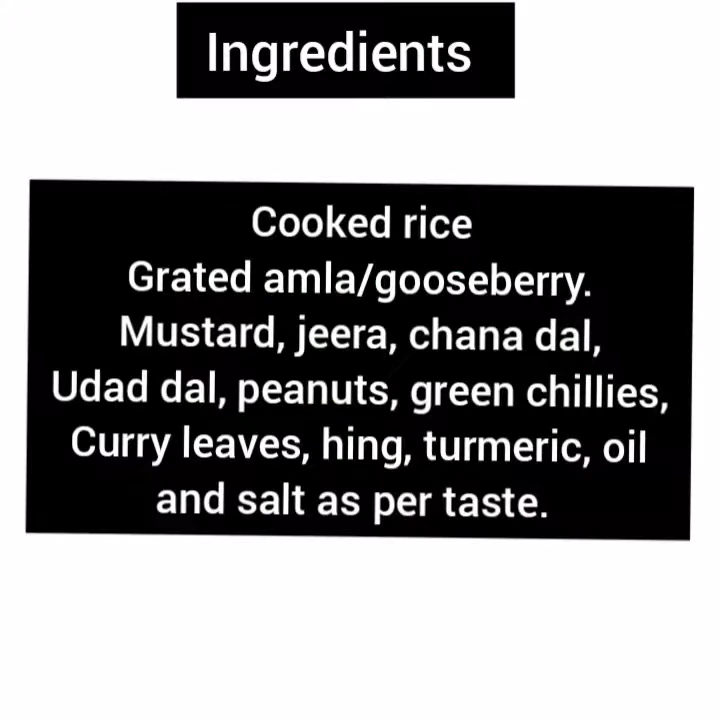 Ingredients
Cooked rice
Grated amla/gooseberry.
Mustard, jeera, chana dal,
Udad dal, peanuts, green chillies,
Curry leaves, hing, turmeric, oil
and salt as per taste.